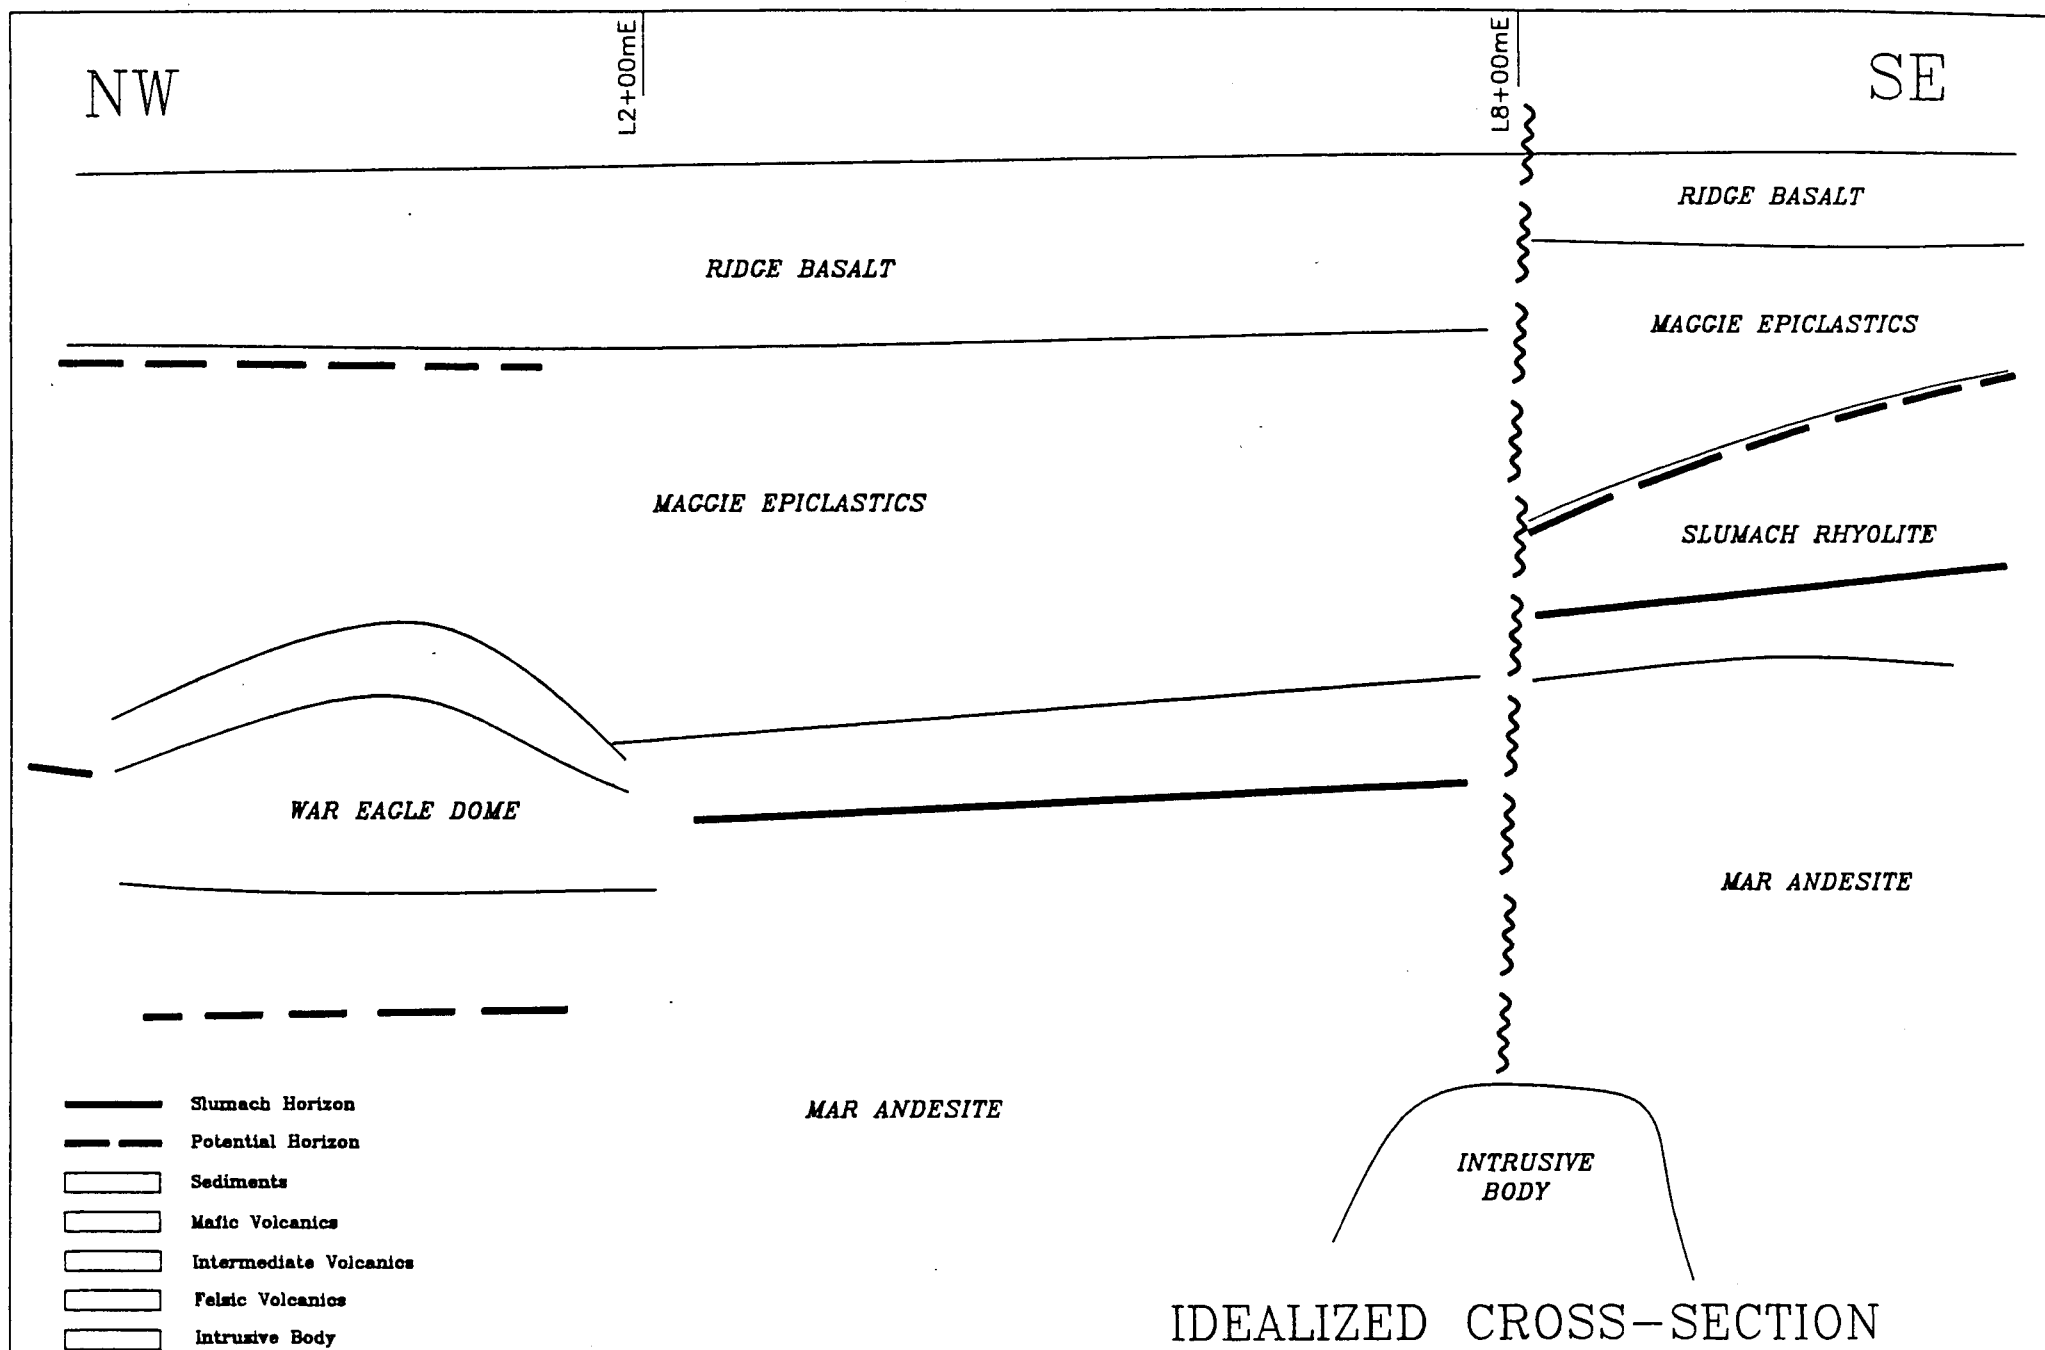 NW
L2+00mE
L8+00mE
SE
RIDGE BASALT
RIDGE BASALT
MAGGIE EPICLASTICS
MAGGIE EPICLASTICS
SLUMACH RHYOLITE
WAR EAGLE DOME
MAR ANDESITE
MAR ANDESITE
INTRUSIVE
BODY
Slumach Horizon
Potential Horizon
Sediments
Mafic Volcanics
Intermediate Volcanics
Felsic Volcanics
Intrusive Body
IDEALIZED CROSS-SECTION